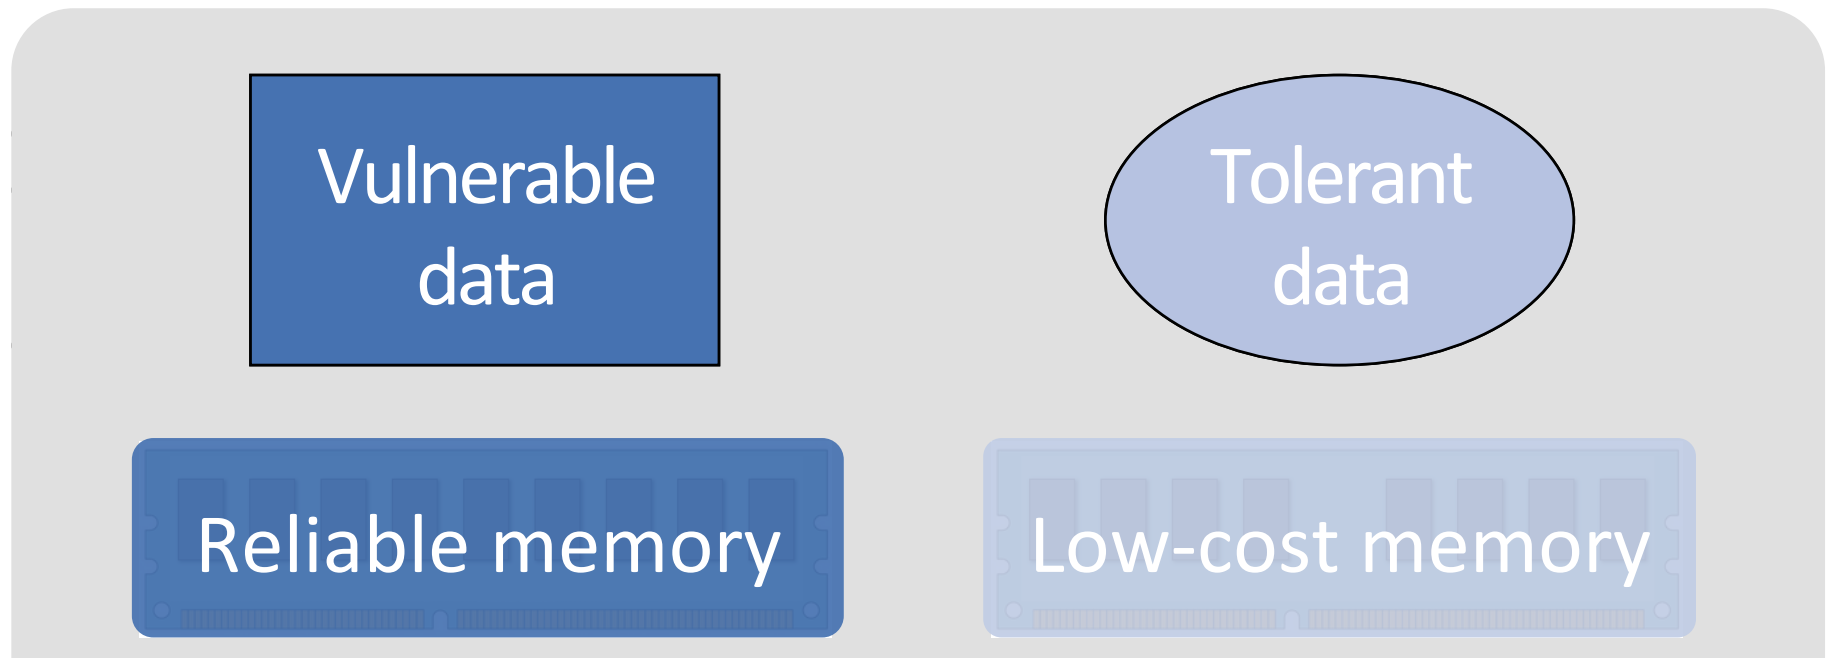 Vulnerable
data
Tolerant
data
Reliable memory
Low-cost memory